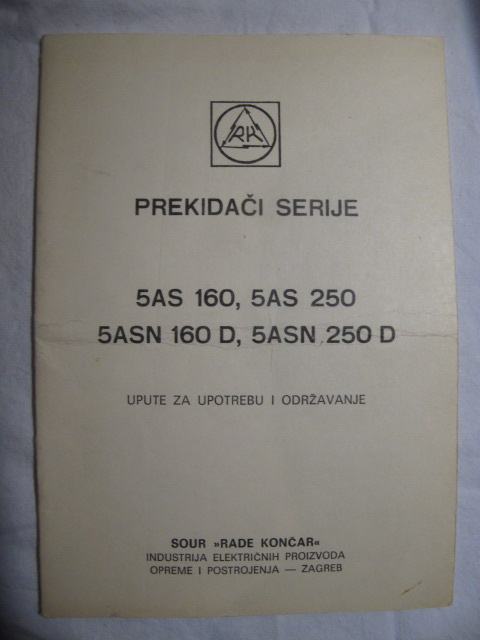 RK
PREKIDAČI SERIJE
5AS 160, 5AS 250
5ASN 160 D, 5ASN 250 D
UPUTE ZA UPOTREBU I ODRŽAVANJE
SOUR »RADE KONČAR«
INDUSTRIJA ELEKTRIČNIH PROIZVODA
OPREME I POSTROJENJA — ZAGREB